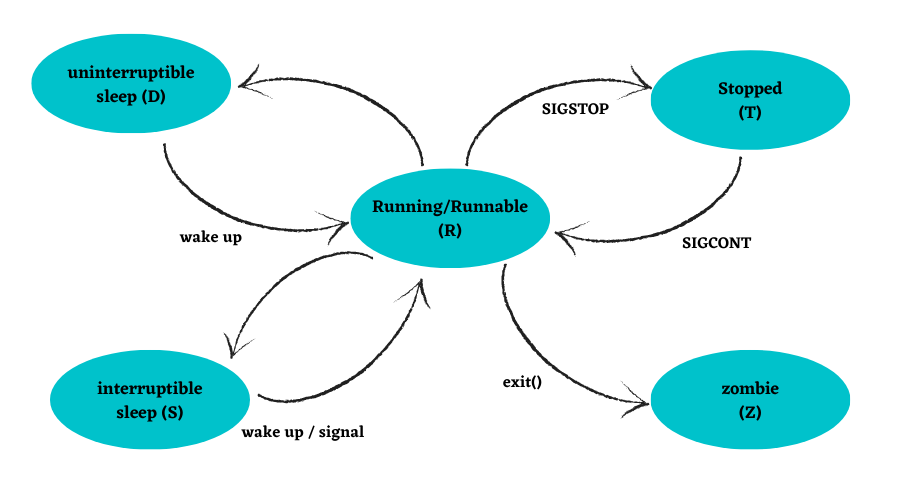 uninterruptible
sleep (D)
Stopped
(T)
SIGSTOP
Running/Runnable
(R)
wake up
SIGCONT
exit()
interruptible
sleep (S)
zombie
(Z)
wake up / signal